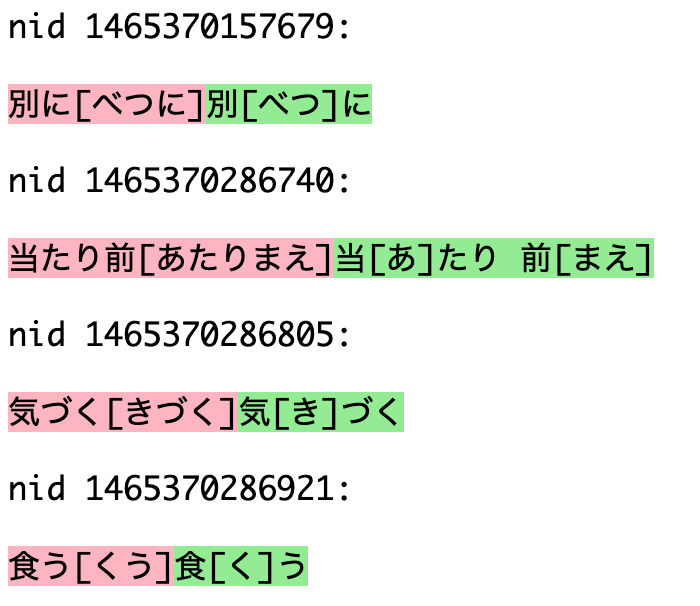 nid 1465370157679:
別に[べつに]別[べつ]に
nid 1465370286740:
当たり前[あたりまえ]当[あ]たり 前[まえ]
nid 1465370286805:
気づく[きづく]気[き]づく
nid 1465370286921:
食う[くう]食[く]う